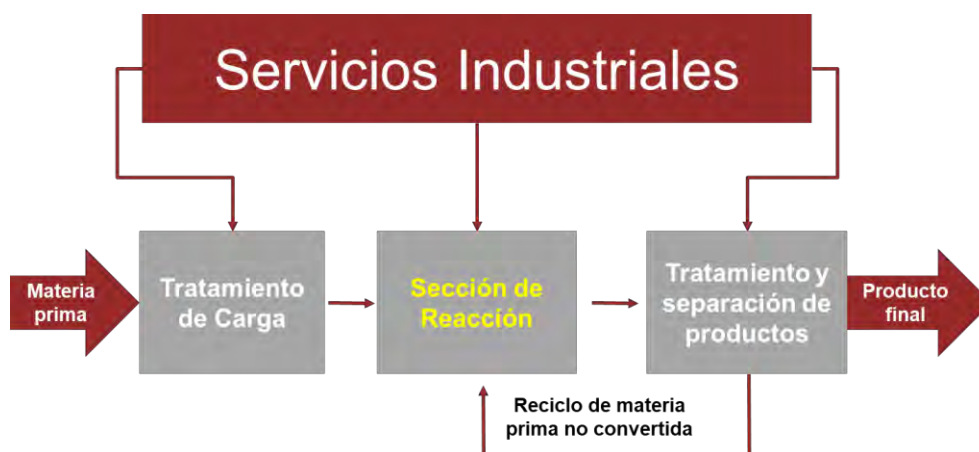 Servicios Industriales
Materia
prima
Tratamiento
de Carga
Sección de
Reacción
Tratamiento y
separación de
productos
Producto
final
Reciclo de materia
prima no convertida